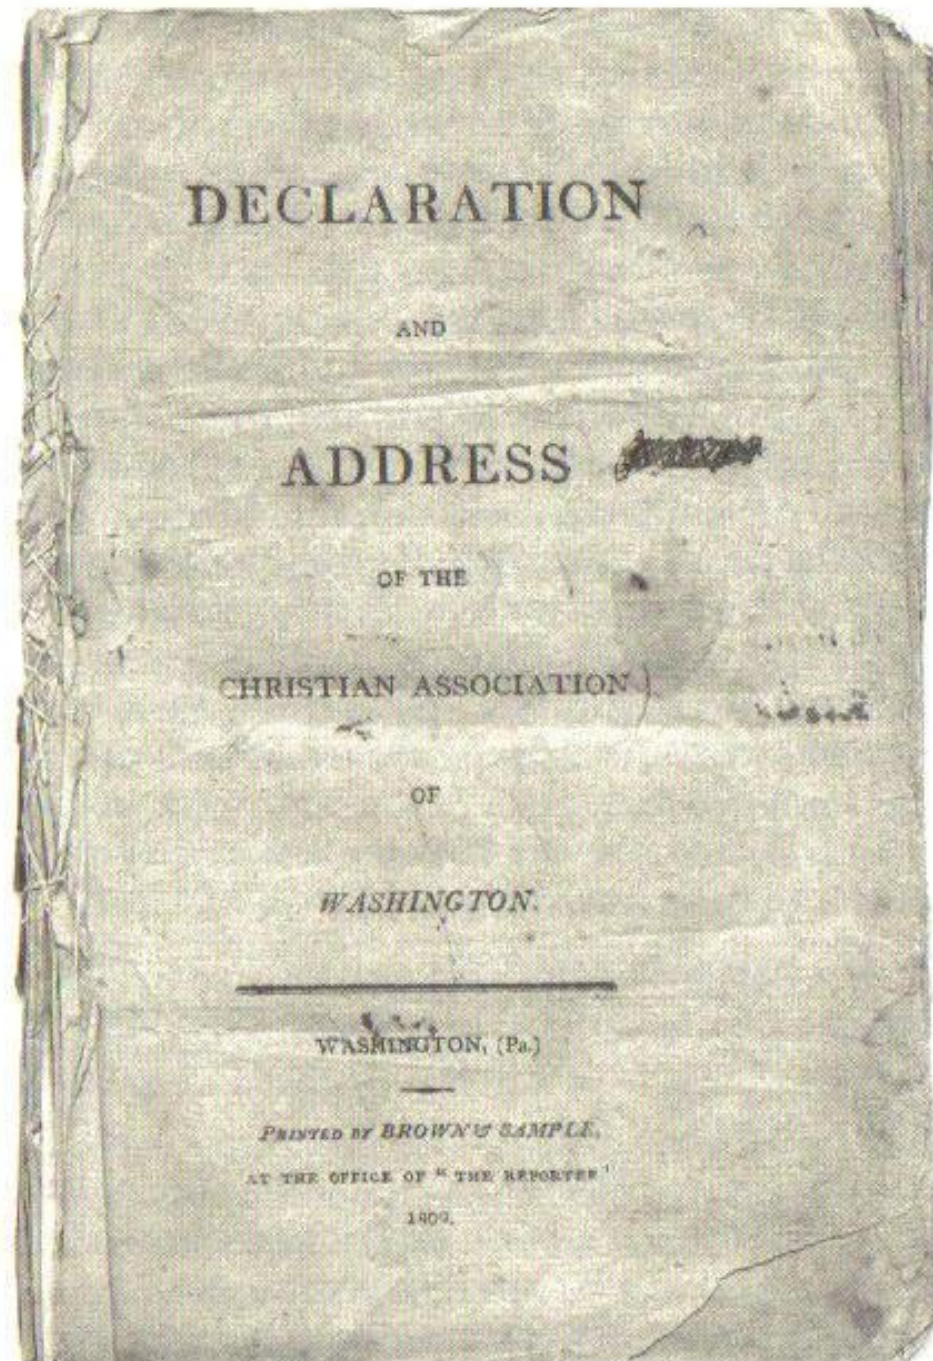 DECLARATION
AND
ADDRESS
OF THE
CHRISTIAN ASSOCIATION
OF
WASHINGTON.
WASHINGTON, (Pa.)
PRINTED BY BROWN & SAMPLE,
AT THE OFFICE OF "THE REPORTER"
1809.